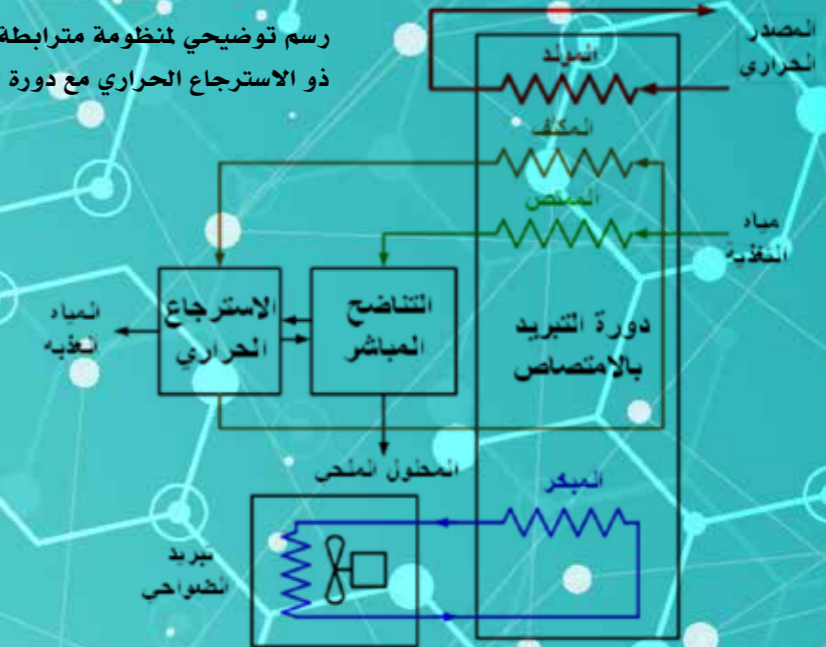 رسم توضيحي لمنظومة مترابطة
ذو الاسترجاع الحراري مع دورة
المصدر
الحراري
المولد
المكثف
الممتص
مياه
التغذية
الاسترجاع
الحراري
التناضح
المباشر
دورة التبريد
بالامتصاص
المياه
العذبه
المحلول الملحي
المبخر
تبريد
الضواحي